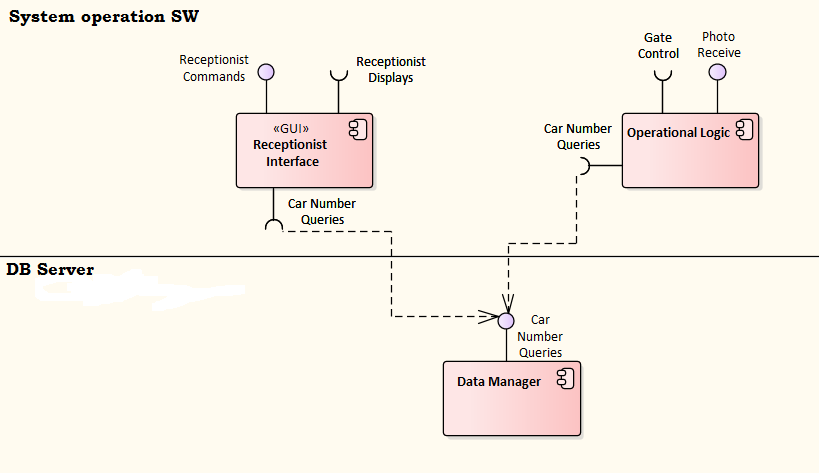 System operation SW
Receptionist
Commands
Receptionist
Displays
Gate
Control
Photo
Receive
«GUI»
Receptionist
Interface
Car Number
Queries
Operational Logic
Car Number
Queries
DB Server
Car
Number
Queries
Data Manager